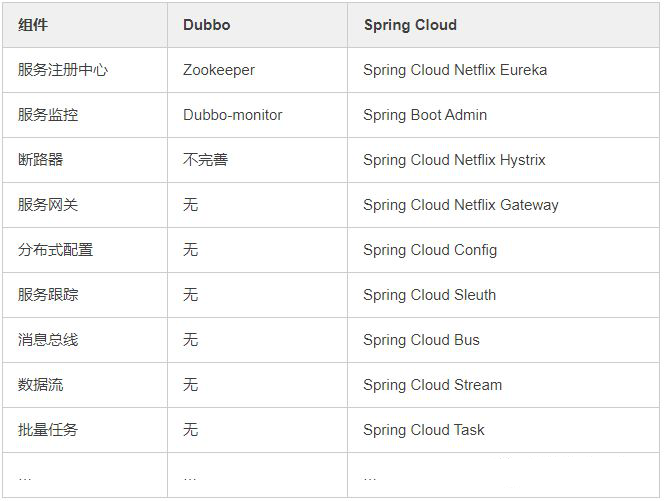 组件 Dubbo Spring Cloud
服务注册中心 Zookeeper Spring Cloud Netflix Eureka
服务监控 Dubbo-monitor Spring Boot Admin
断路器 不完善 Spring Cloud Netflix Hystrix
服务网关 无 Spring Cloud Netflix Gateway
分布式配置 无 Spring Cloud Config
服务跟踪 无 Spring Cloud Sleuth
消息总线 无 Spring Cloud Bus
数据流 无 Spring Cloud Stream
批量任务 无 Spring Cloud Task
… … …